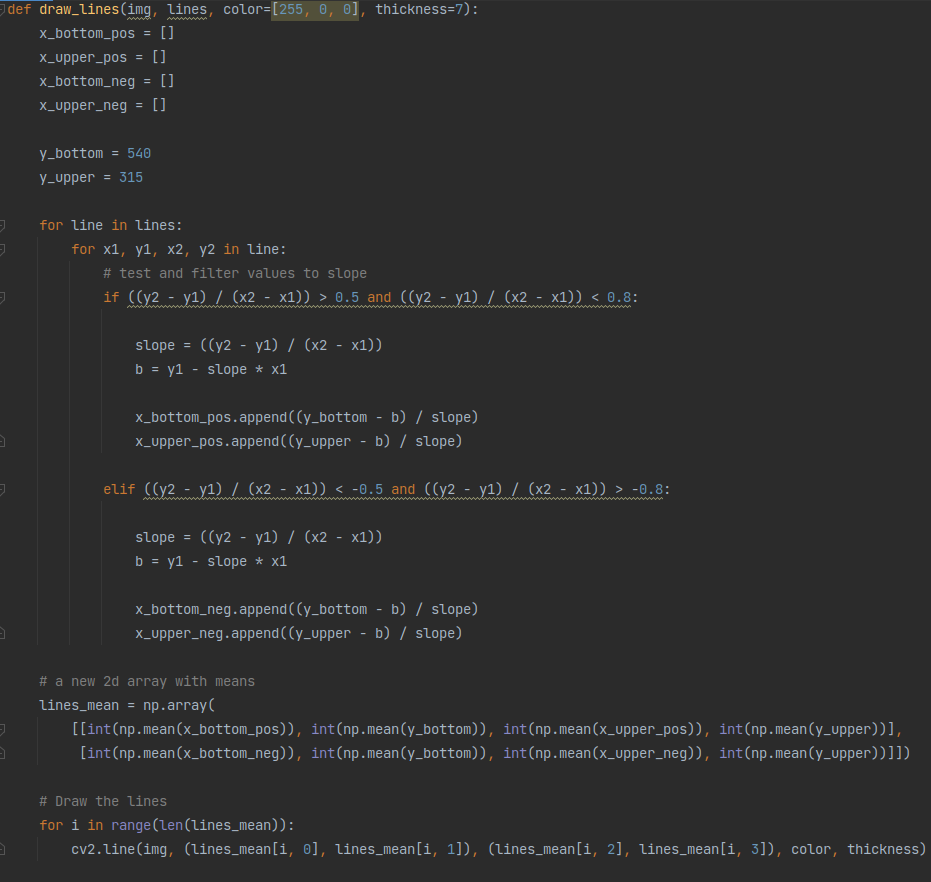 def draw_lines(img, lines, color=[255, 0, 0], thickness=7):
    x_bottom_pos = []
    x_upper_pos = []
    x_bottom_neg = []
    x_upper_neg = []

    y_bottom = 540
    y_upper = 315

    for line in lines:
        for x1, y1, x2, y2 in line:
            # test and filter values to slope
            if ((y2 - y1) / (x2 - x1)) > 0.5 and ((y2 - y1) / (x2 - x1)) < 0.8:

                slope = ((y2 - y1) / (x2 - x1))
                b = y1 - slope * x1

                x_bottom_pos.append((y_bottom - b) / slope)
                x_upper_pos.append((y_upper - b) / slope)

            elif ((y2 - y1) / (x2 - x1)) < -0.5 and ((y2 - y1) / (x2 - x1)) > -0.8:

                slope = ((y2 - y1) / (x2 - x1))
                b = y1 - slope * x1

                x_bottom_neg.append((y_bottom - b) / slope)
                x_upper_neg.append((y_upper - b) / slope)

    # a new 2d array with means
    lines_mean = np.array(
        [[int(np.mean(x_bottom_pos)), int(np.mean(y_bottom)), int(np.mean(x_upper_pos)), int(np.mean(y_upper))],
         [int(np.mean(x_bottom_neg)), int(np.mean(y_bottom)), int(np.mean(x_upper_neg)), int(np.mean(y_upper))]])

    # Draw the lines
    for i in range(len(lines_mean)):
        cv2.line(img, (lines_mean[i, 0], lines_mean[i, 1]), (lines_mean[i, 2], lines_mean[i, 3]), color, thickness)